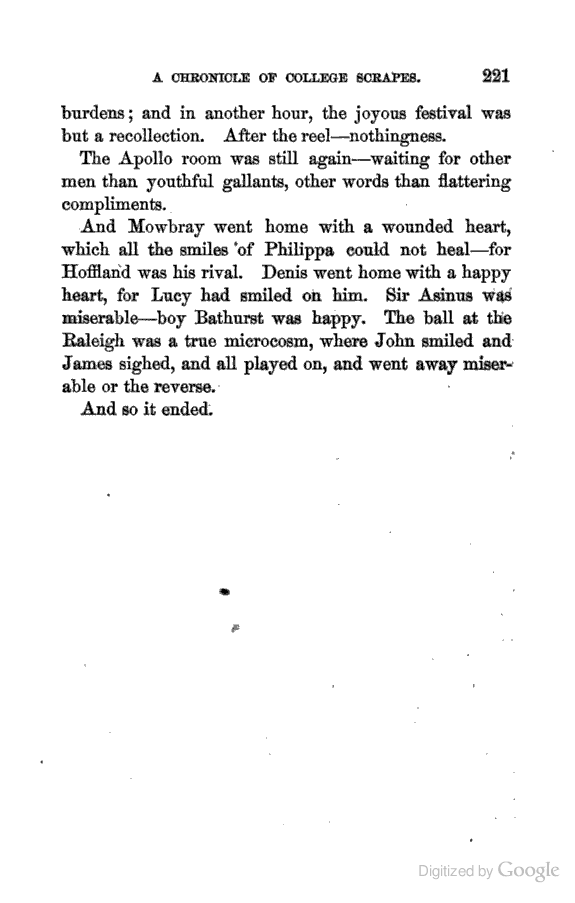 A CHRONICLE OF COLLEGE SCRAPES. 221
burdens; and in another hour, the joyous festival was
but a recollection. After the reel—nothingness.
The Apollo room was still again—waiting for other
men than youthful gallants, other words than flattering
compliments.
And Mowbray went home with a wounded heart,
which all the smiles of Philippa could not heal—for
Hoffland was his rival. Denis went home with a happy
heart, for Lucy had smiled on him. Sir Asinus was
miserable—boy Bathurst was happy. The ball at the
Raleigh was a true microcosm, where John smiled and
James sighed, and all played on, and went away miser-
able or the reverse.
And so it ended.
Digitized by Google